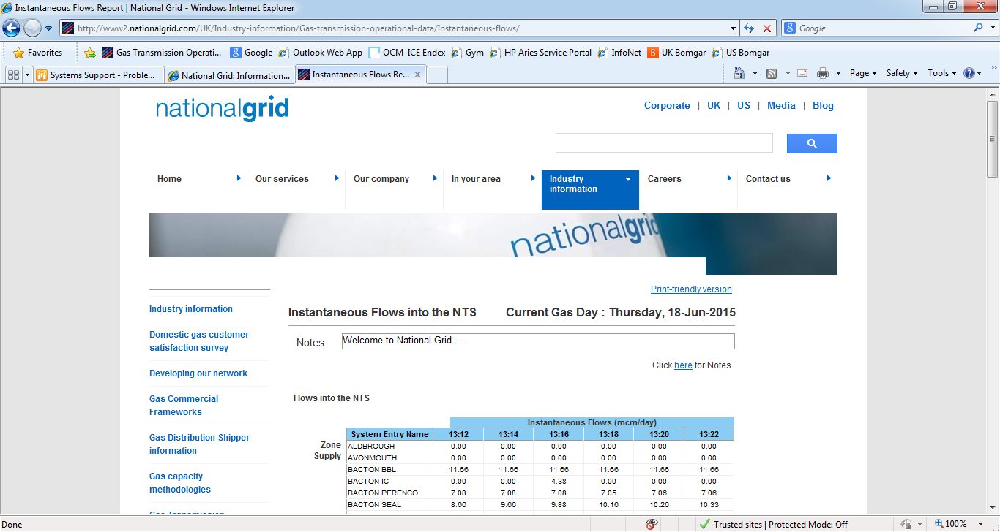 Instantaneous Flows Report | National Grid - Windows Internet Explorer
http://www2.nationalgrid.com/UK/Industry-information/Gas-transmission-operational-data/Instantaneous-flows/
Google
Favorites Gas Transmission Operati... Google Outlook Web App OCM ICE Endex Gym HP Aries Service Portal InfoNet UK Bomgar US Bomgar
Systems Support - Proble... National Grid: Information... Instantaneous Flows Re... Page Safety Tools
nationalgrid
Corporate | UK | US | Media | Blog
Home Our services Our company In your area Industry information Careers Contact us
nationalgrid
Print-friendly version
Industry information
Domestic gas customer
satisfaction survey
Developing our network
Gas Commercial
Frameworks
Gas Distribution Shipper
information
Gas capacity
methodologies
Gas Transmission
Instantaneous Flows into the NTS Current Gas Day : Thursday, 18-Jun-2015
Notes Welcome to National Grid.....
Click here for Notes
Flows into the NTS
Instantaneous Flows (mcm/day)
System Entry Name 13:12 13:14 13:16 13:18 13:20 13:22
Zone Supply
ALDBROUGH 0.00 0.00 0.00 0.00 0.00 0.00
AVONMOUTH 0.00 0.00 0.00 0.00 0.00 0.00
BACTON BBL 11.66 11.66 11.66 11.66 11.66 11.66
BACTON IC 0.00 0.00 4.38 0.00 0.00 0.00
BACTON PERENCO 7.08 7.08 7.08 7.05 7.06 7.06
BACTON SEAL 8.66 9.66 9.88 10.16 10.26 10.33
Done Trusted sites | Protected Mode: Off 100%